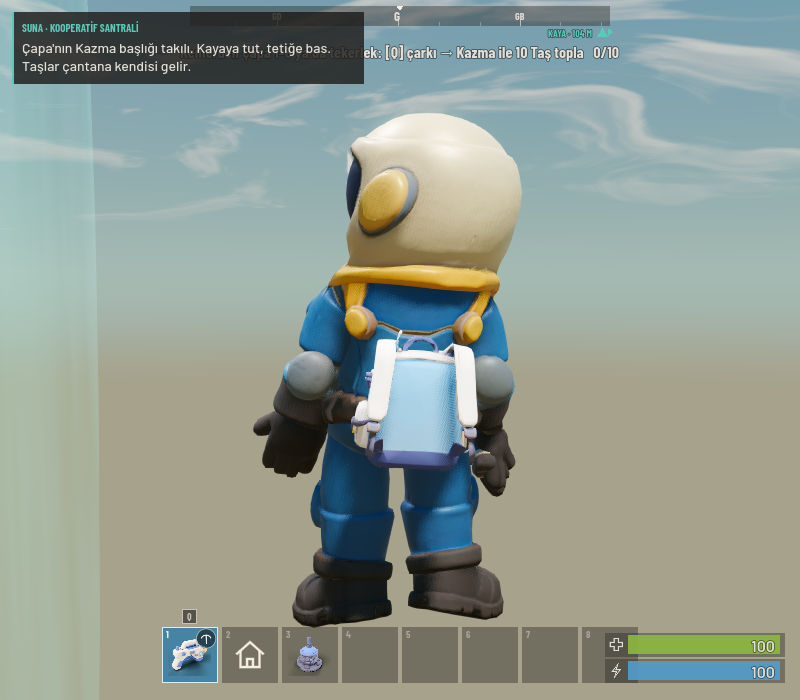 GD
G
GB
SUNA · KOOPERATİF SANTRALİ
KAYA · 104 M
Çapa'nın Kazma başlığı takılı. Kayaya tut, tetiğe bas.
Taşlar çantana kendisi gelir.
[Q] çarkı → Kazma ile 10 Taş topla 0/10
Q
1
2
3
4
5
6
7
8
100
100